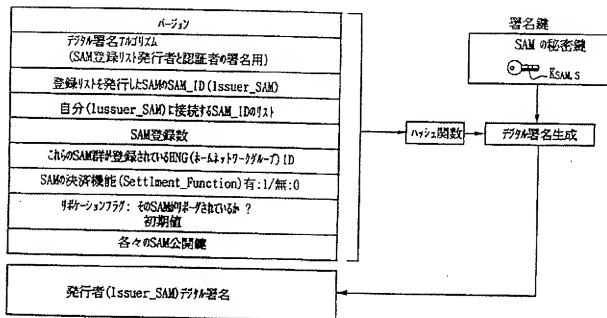 バージョン
デジタル署名アルゴリズム
(SAM登録リスト発行者と認証者の署名用)
登録リストを発行したSAMのSAM_ID(Issuer_SAM)
自分(Iussuer_SAM)に接続するSAM_IDのリスト
SAM登録数
これらのSAM群が登録されているHNG(ホームネットワークグループ)ID
SAMの決済機能(Settlment_Function)有:1/無:0
リボケーションフラグ: そのSAMがリボークされているか ?
初期値
各々のSAM公開鍵
発行者(Issuer_SAM)デジタル署名
ハッシュ関数
署名鍵
SAM の秘密鍵
KSAM,S
デジタル署名生成